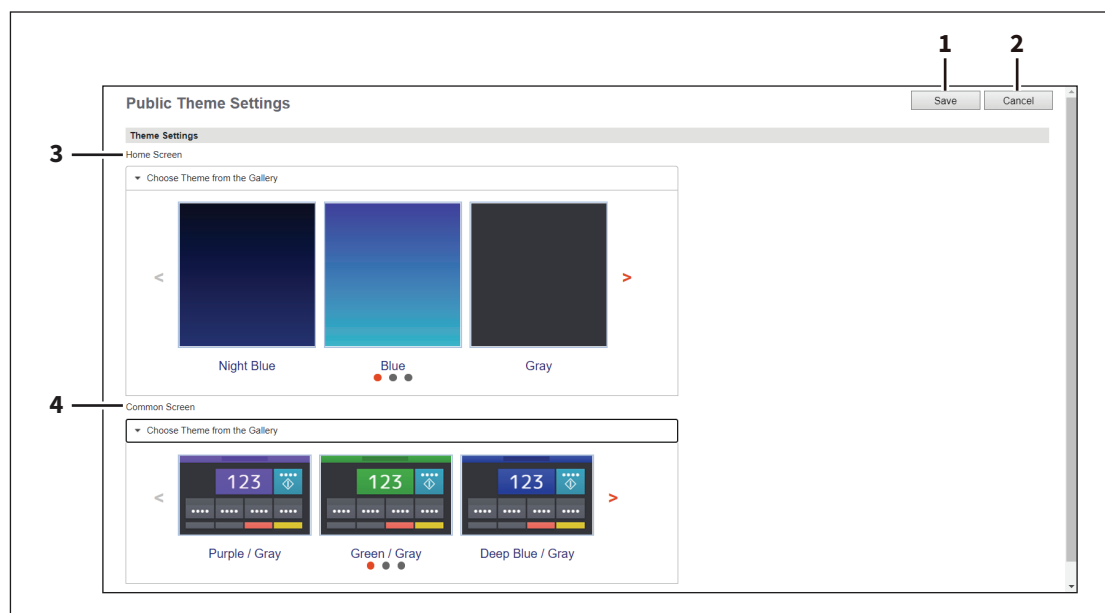 1 2
Public Theme Settings
Save Cancel
Theme Settings
3
Home Screen
Choose Theme from the Gallery
< >
Night Blue Blue Gray
4
Common Screen
Choose Theme from the Gallery
123 123 123
< >
Purple / Gray Green / Gray Deep Blue / Gray